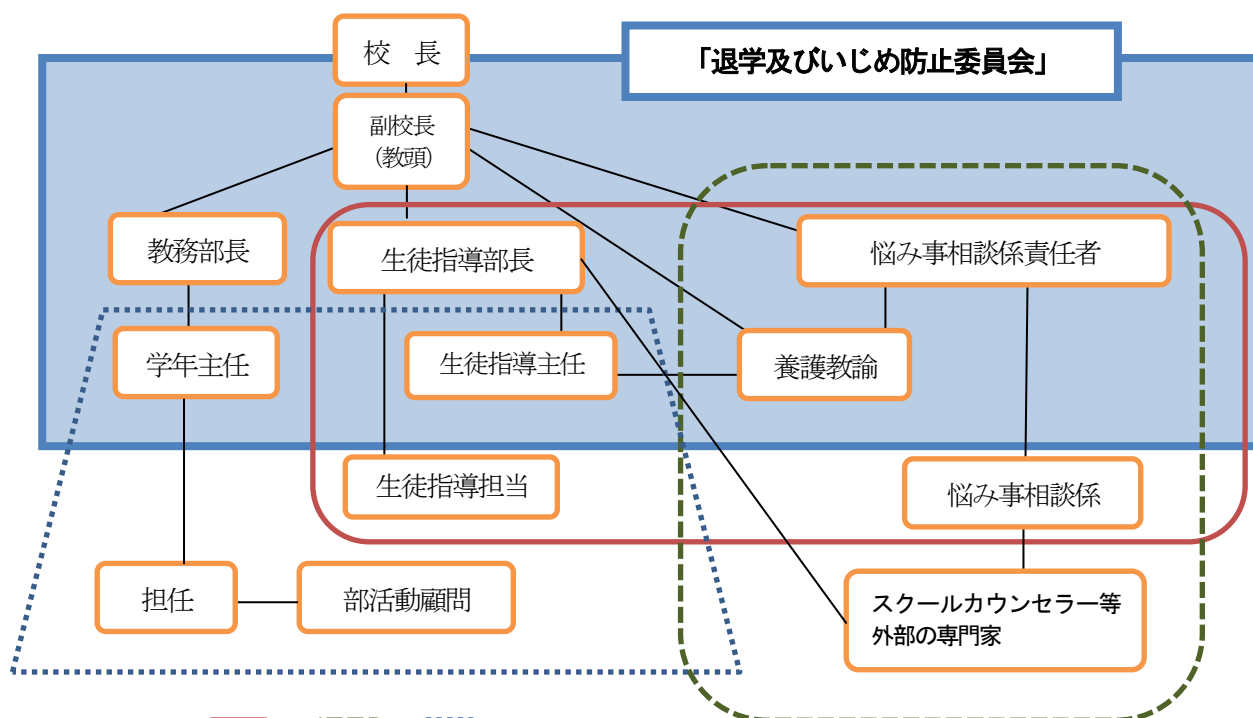 校　長
「退学及びいじめ防止委員会」
副校長
（教頭）
教務部長
生徒指導部長
悩み事相談係責任者
学年主任
生徒指導主任
養護教諭
生徒指導担当
悩み事相談係
担任
部活動顧問
スクールカウンセラー等
外部の専門家